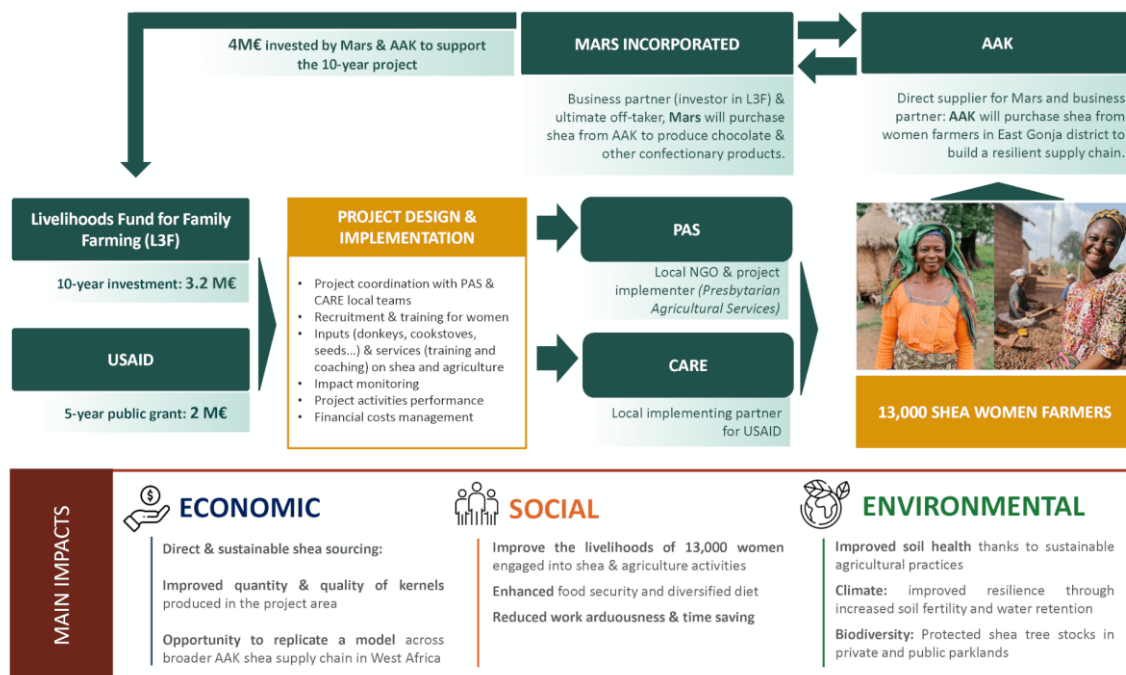 4M€ invested by Mars & AAK to support
the 10-year project
MARS INCORPORATED
Business partner (investor in L3F) &
ultimate off-taker, Mars will purchase
shea from AAK to produce chocolate &
other confectionary products.
AAK
Direct supplier for Mars and business
partner: AAK will purchase shea from
women farmers in East Gonja district to
build a resilient supply chain.
Livelihoods Fund for Family
Farming (L3F)
10-year investment: 3.2 M€
USAID
5-year public grant: 2 M€
PROJECT DESIGN &
IMPLEMENTATION
• Project coordination with PAS &
CARE local teams
• Recruitment & training for women
• Inputs (donkeys, cookstoves,
seeds...) & services (training and
coaching) on shea and agriculture
• Impact monitoring
• Project activities performance
• Financial costs management
PAS
Local NGO & project
implementer (Presbytarian
Agricultural Services)
CARE
Local implementing partner
for USAID
13,000 SHEA WOMEN FARMERS
MAIN IMPACTS
ECONOMIC
Direct & sustainable shea sourcing:
Improved quantity & quality of kernels
produced in the project area
Opportunity to replicate a model across
broader AAK shea supply chain in West Africa
SOCIAL
Improve the livelihoods of 13,000 women
engaged into shea & agriculture activities
Enhanced food security and diversified diet
Reduced work arduousness & time saving
ENVIRONMENTAL
Improved soil health thanks to sustainable
agricultural practices
Climate: improved resilience through
increased soil fertility and water retention
Biodiversity: Protected shea tree stocks in
private and public parklands